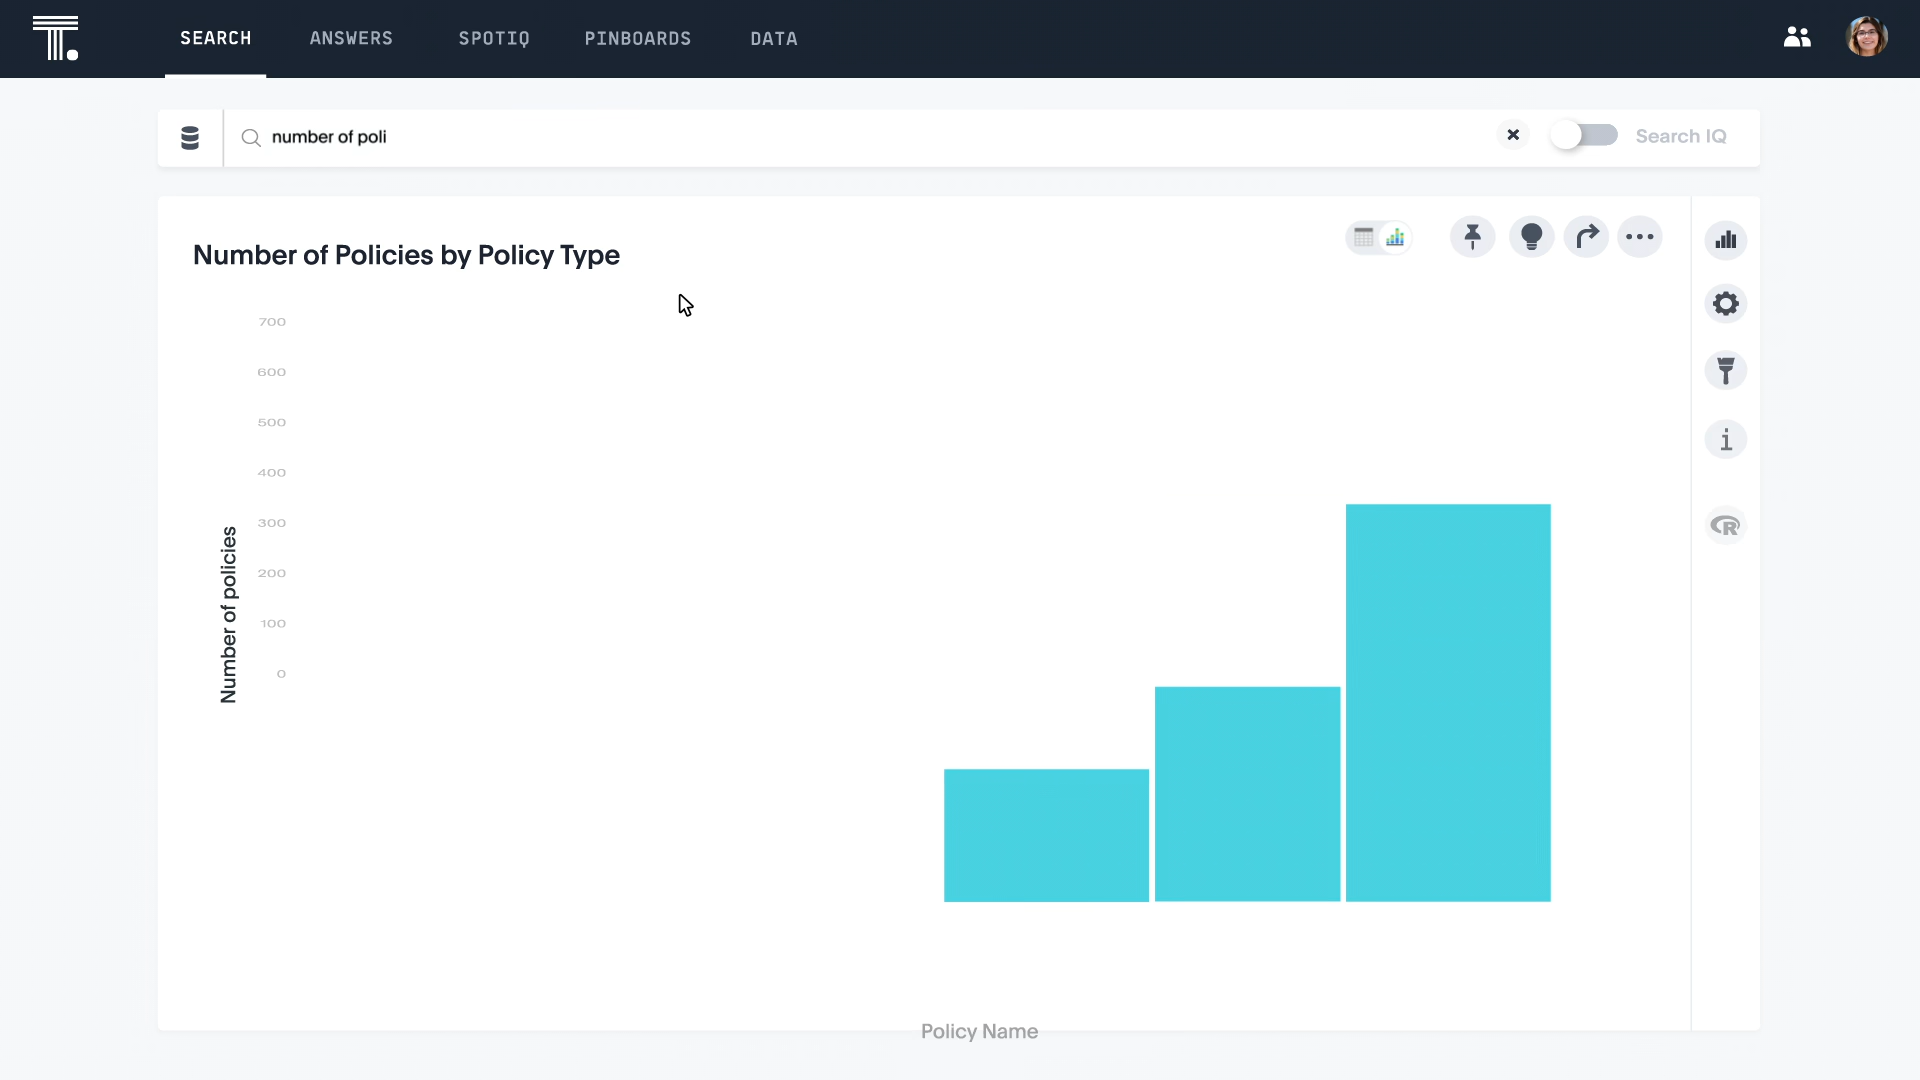 T.
SEARCH
ANSWERS
SPOTIQ
PINBOARDS
DATA
number of poli
Search IQ
Number of Policies by Policy Type
700
600
500
400
300
200
100
0
Number of policies
Policy Name
i
R